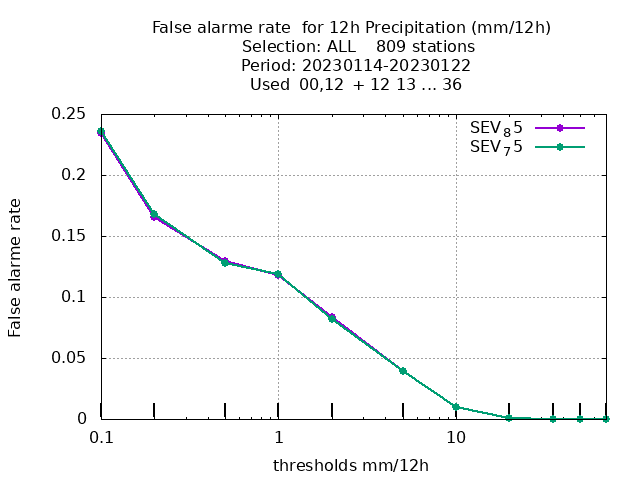 False alarme rate  for 12h Precipitation (mm/12h)
Selection: ALL    809 stations
Period: 20230114-20230122
Used  00,12  + 12 13 ... 36
0.25
0.2
0.15
0.1
0.05
0
False alarme rate
SEV₈5
SEV₇5
0.1
1
10
thresholds mm/12h